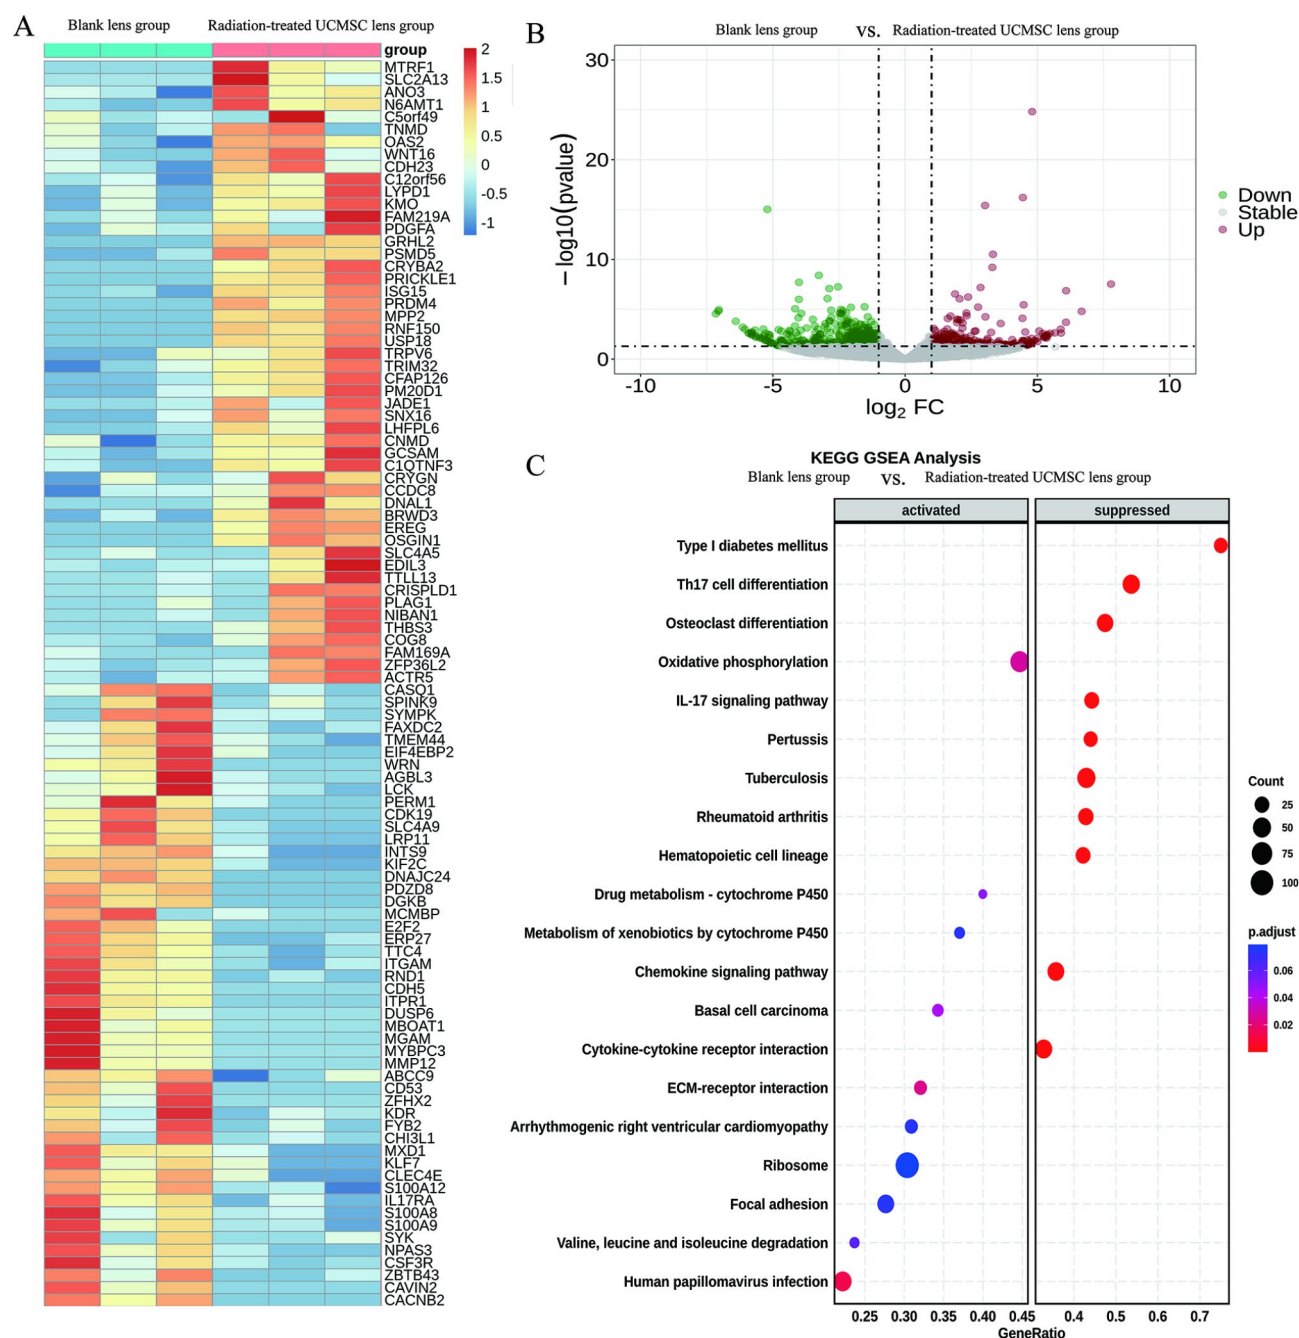 A
Blank lens group
Radiation-treated UCMSC lens group
group
MTRF1
SLC2A13
ANO3
N6AMT1
C5orf49
TNMD
OAS2
WNT16
CDH23
C12orf56
LYPD1
KMO
FAM219A
PDGFA
GRHL2
PSMD5
CRYBA2
PRICKLE1
ISG15
PRDM4
MPP2
RNF150
USP18
TRPV6
TRIM32
CFAP126
PM20D1
JADE1
SNX16
LHFPL6
CNMD
GCSAM
C1QTNF3
CRYGN
CCDC8
DNAL1
BRWD3
EREG
OSGIN1
SLC4A5
EDIL3
TTLL13
CRISPLD1
PLAG1
NIBAN1
THBS3
COG8
FAM169A
ZFP36L2
ACTR5
CASQ1
SPINK9
SYMPK
FAXDC2
TMEM44
EIF4EBP2
WRN
AGBL3
LCK
PERM1
CDK19
SLC4A9
LRP11
INTS9
KIF2C
DNAJC24
PDZD8
DGKB
MCMBP
E2F2
ERP27
TTC4
ITGAM
RND1
CDH5
ITPR1
DUSP6
MBOAT1
MGAM
MYBPC3
MMP12
ABCC9
CD53
ZFHX2
KDR
FYB2
CHI3L1
MXD1
KLF7
CLEC4E
S100A12
IL17RA
S100A8
S100A9
SYK
NPAS3
CSF3R
ZBTB43
CAVIN2
CACNB2
2
1.5
1
0.5
0
-0.5
-1
B
Blank lens group vs. Radiation-treated UCMSC lens group
30
20
10
0
−log10(pvalue)
-10 -5 0 5 10
log2 FC
Down
Stable
Up
C
KEGG GSEA Analysis
Blank lens group vs. Radiation-treated UCMSC lens group
activated
suppressed
Type I diabetes mellitus
Th17 cell differentiation
Osteoclast differentiation
Oxidative phosphorylation
IL-17 signaling pathway
Pertussis
Tuberculosis
Rheumatoid arthritis
Hematopoietic cell lineage
Drug metabolism - cytochrome P450
Metabolism of xenobiotics by cytochrome P450
Chemokine signaling pathway
Basal cell carcinoma
Cytokine-cytokine receptor interaction
ECM-receptor interaction
Arrhythmogenic right ventricular cardiomyopathy
Ribosome
Focal adhesion
Valine, leucine and isoleucine degradation
Human papillomavirus infection
0.25 0.30 0.35 0.40 0.45
0.4 0.5 0.6 0.7
GeneRatio
Count
25
50
75
100
p.adjust
0.06
0.04
0.02